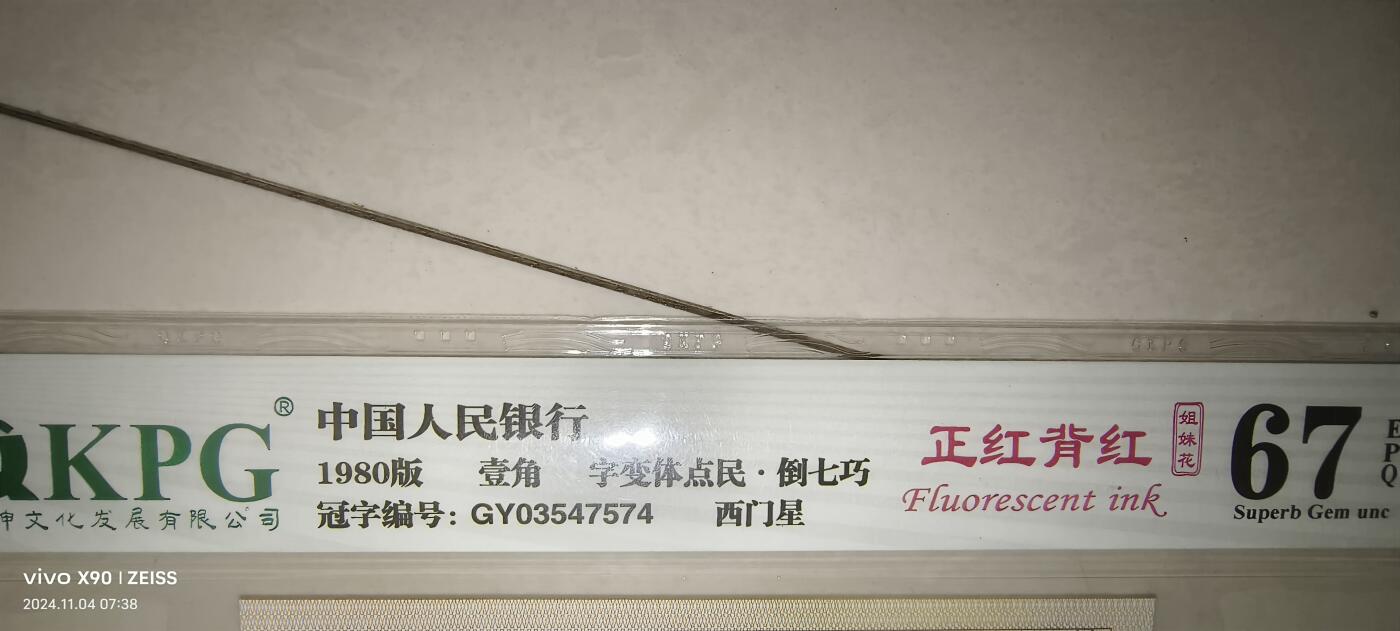 KPG®
文化发展有限公司
中国人民银行
1980版 壹角 字变体点民·倒七巧
冠字编号: GY03547574 西门星
正红背红
姐妹花
Fluorescent ink
67
EPQ
Superb Gem unc
GKPG
vivo X90 | ZEISS
2024.11.04 07:38